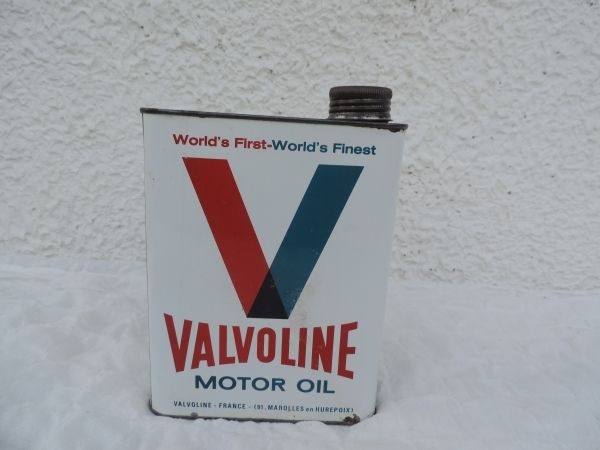 World's First-World's Finest
V
VALVOLINE
MOTOR OIL
VALVOLINE - FRANCE - (91. MAROLLES en HUREPOIX)